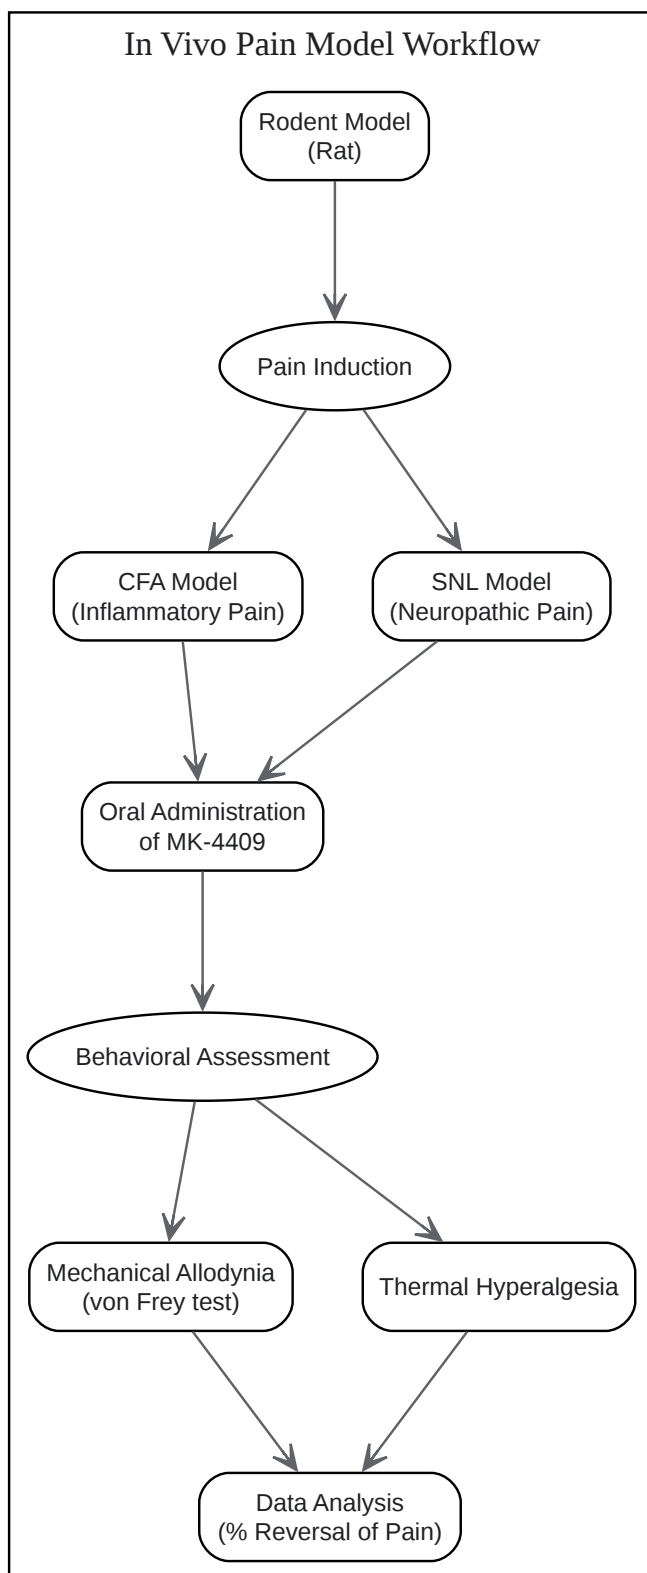 In Vivo Pain Model Workflow
Rodent Model
(Rat)
Pain Induction
CFA Model
(Inflammatory Pain)
SNL Model
(Neuropathic Pain)
Oral Administration
of MK-4409
Behavioral Assessment
Mechanical Allodynia
(von Frey test)
Thermal Hyperalgesia
Data Analysis
(% Reversal of Pain)